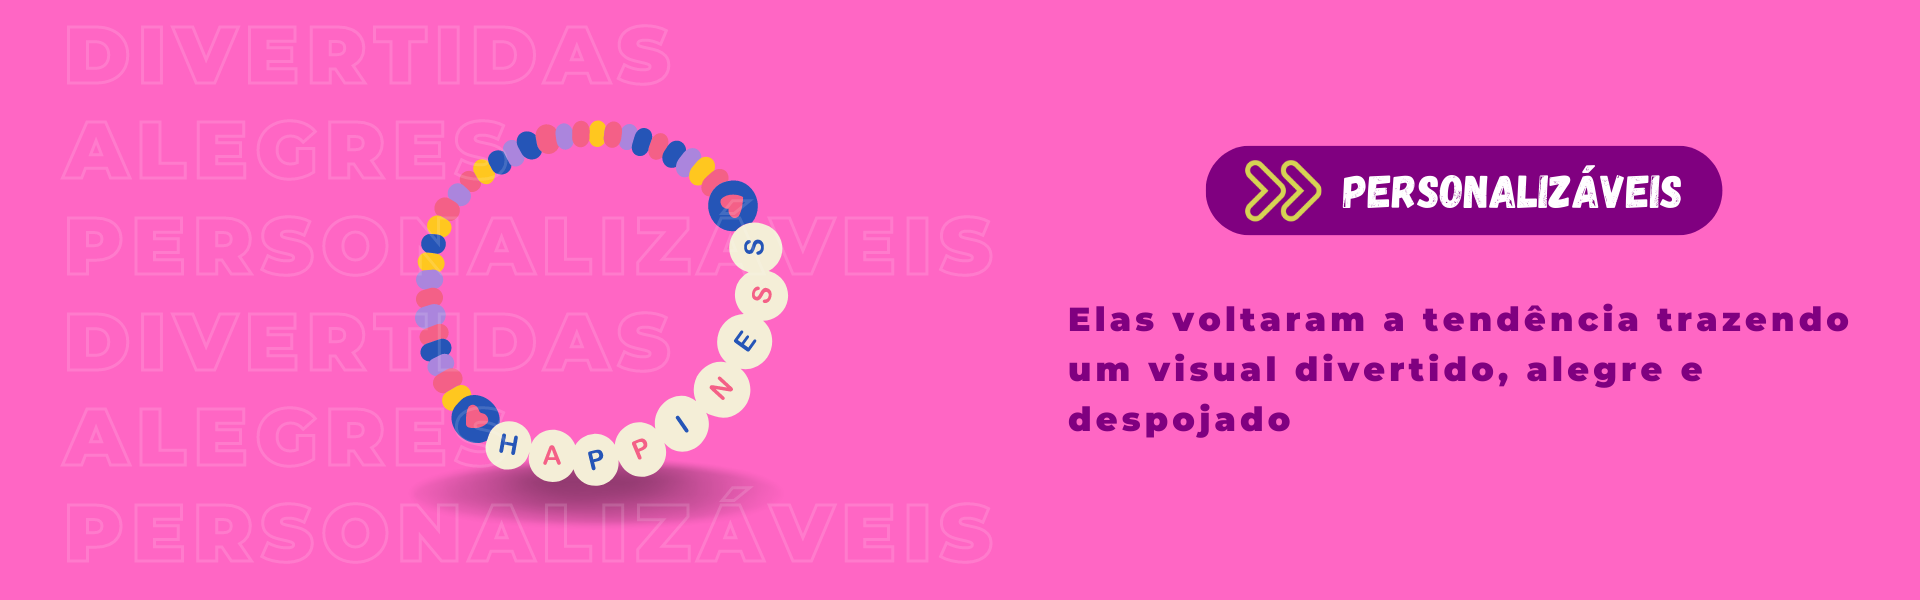 DIVERTIDAS
ALEGRES
PERSONALIZÁVEIS
DIVERTIDAS
ALEGRES
PERSONALIZÁVEIS
HAPPINESS
PERSONALIZÁVEIS
Elas voltaram a tendência trazendo
um visual divertido, alegre e
despojado